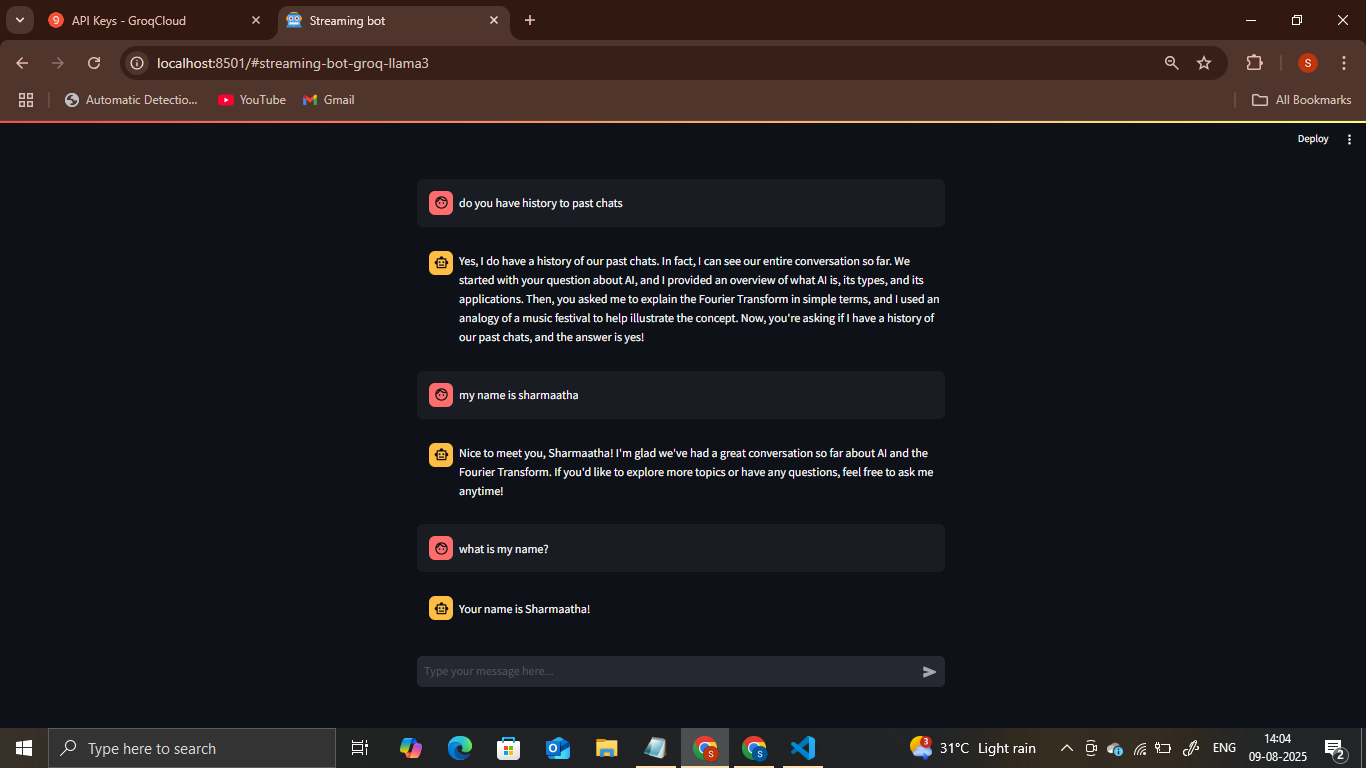 API Keys - GroqCloud
Streaming bot
localhost:8501/#streaming-bot-groq-llama3
S
Automatic Detectio...
YouTube
Gmail
All Bookmarks
Deploy
do you have history to past chats
Yes, I do have a history of our past chats. In fact, I can see our entire conversation so far. We
started with your question about AI, and I provided an overview of what AI is, its types, and its
applications. Then, you asked me to explain the Fourier Transform in simple terms, and I used an
analogy of a music festival to help illustrate the concept. Now, you're asking if I have a history of
our past chats, and the answer is yes!
my name is sharmaatha
Nice to meet you, Sharmaatha! I'm glad we've had a great conversation so far about AI and the
Fourier Transform. If you'd like to explore more topics or have any questions, feel free to ask me
anytime!
what is my name?
Your name is Sharmaatha!
Type your message here...
Type here to search
S
S
3
31°C Light rain
ENG
14:04
09-08-2025
2